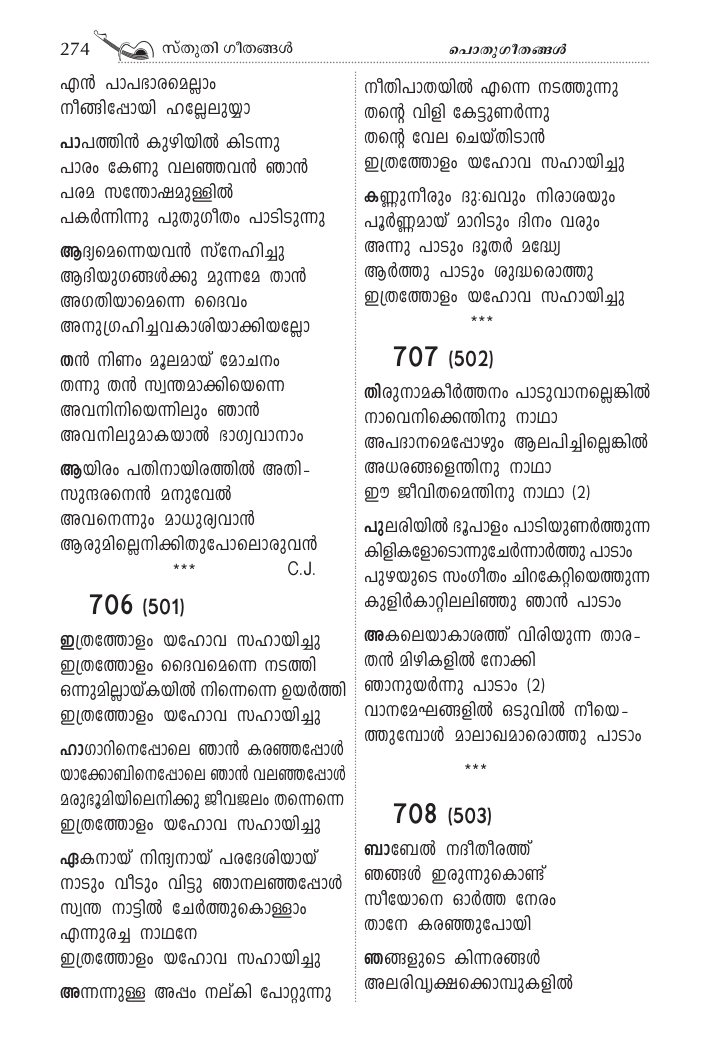 274 സ്തുതി ഗീതങ്ങൾ
പൊതുഗീതങ്ങൾ
എൻ പാപഭാരമെല്ലാം
നീങ്ങിപ്പോയി ഹല്ലേലുയ്യാ
പാപത്തിൻ കുഴിയിൽ കിടന്നു
പാരം കേണു വലഞ്ഞവൻ ഞാൻ
പരമ സന്തോഷമുള്ളിൽ
പകർന്നിന്നു പുതുഗീതം പാടിടുന്നു
ആദ്യമെന്നെയവൻ സ്നേഹിച്ചു
ആദിയുഗങ്ങൾക്കു മുന്നമേ താൻ
അഗതിയാമെന്നെ ദൈവം
അനുഗ്രഹിച്ചവകാശിയാക്കിയല്ലോ
തൻ നിണം മൂലമായ് മോചനം
തന്നു തൻ സ്വന്തമാക്കിയെന്നെ
അവനിനിയെന്നിലും ഞാൻ
അവനിലുമാകയാൽ ഭാഗ്യവാനാം
ആയിരം പതിനായിരത്തിൽ അതി-
സുന്ദരനെൻ മനുവേൽ
അവനെന്നും മാധുര്യവാൻ
ആരുമില്ലെനിക്കിതുപോലൊരുവൻ
*** C.J.
706 (501)
ഇത്രത്തോളം യഹോവ സഹായിച്ചു
ഇത്രത്തോളം ദൈവമെന്നെ നടത്തി
ഒന്നുമില്ലായ്കയിൽ നിന്നെന്നെ ഉയർത്തി
ഇത്രത്തോളം യഹോവ സഹായിച്ചു
ഹാഗാറിനെപ്പോലെ ഞാൻ കരഞ്ഞപ്പോൾ
യാക്കോബിനെപ്പോലെ ഞാൻ വലഞ്ഞപ്പോൾ
മരുഭൂമിയിലെനിക്കു ജീവജലം തന്നെന്നെ
ഇത്രത്തോളം യഹോവ സഹായിച്ചു
ഏകനായ് നിന്ദ്യനായ് പരദേശിയായ്
നാടും വീടും വിട്ടു ഞാനലഞ്ഞപ്പോൾ
സ്വന്ത നാട്ടിൽ ചേർത്തുകൊള്ളാം
എന്നുരച്ച നാഥനേ
ഇത്രത്തോളം യഹോവ സഹായിച്ചു
അന്നന്നുള്ള അപ്പം നല്കി പോറ്റുന്നു
നീതിപാതയിൽ എന്നെ നടത്തുന്നു
തന്റെ വിളി കേട്ടുണർന്നു
തന്റെ വേല ചെയ്തിടാൻ
ഇത്രത്തോളം യഹോവ സഹായിച്ചു
കണ്ണുനീരും ദു:ഖവും നിരാശയും
പൂർണ്ണമായ് മാറിടും ദിനം വരും
അന്നു പാടും ദൂതർ മദ്ധ്യേ
ആർത്തു പാടും ശുദ്ധരൊത്തു
ഇത്രത്തോളം യഹോവ സഹായിച്ചു
***
707 (502)
തിരുനാമകീർത്തനം പാടുവാനല്ലെങ്കിൽ
നാവെനിക്കെന്തിനു നാഥാ
അപദാനമെപ്പോഴും ആലപിച്ചില്ലെങ്കിൽ
അധരങ്ങളെന്തിനു നാഥാ
ഈ ജീവിതമെന്തിനു നാഥാ (2)
പുലരിയിൽ ഭൂപാളം പാടിയുണർത്തുന്ന
കിളികളോടൊന്നുചേർന്നാർത്തു പാടാം
പുഴയുടെ സംഗീതം ചിറകേറ്റിയെത്തുന്ന
കുളിർകാറ്റിലലിഞ്ഞു ഞാൻ പാടാം
അകലെയാകാശത്ത് വിരിയുന്ന താര-
തൻ മിഴികളിൽ നോക്കി
ഞാനുയർന്നു പാടാം (2)
വാനമേഘങ്ങളിൽ ഒടുവിൽ നീയെ-
ത്തുമ്പോൾ മാലാഖമാരൊത്തു പാടാം
***
708 (503)
ബാബേൽ നദീതീരത്ത്
ഞങ്ങൾ ഇരുന്നുകൊണ്ട്
സീയോനെ ഓർത്ത നേരം
താനേ കരഞ്ഞുപോയി
ഞങ്ങളുടെ കിന്നരങ്ങൾ
അലരിവൃക്ഷക്കൊമ്പുകളിൽ